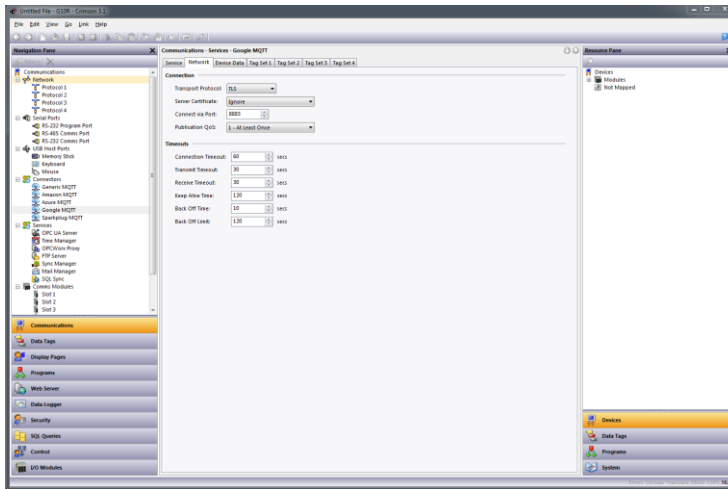 Untitled File - G10R - Crimson 3.1
File Edit View Go Link Help
Navigation Pane
Communications
Network
Protocol 1
Protocol 2
Protocol 3
Protocol 4
Serial Ports
RS-232 Program Port
RS-485 Comms Port
RS-232 Comms Port
USB Host Ports
Memory Stick
Keyboard
Mouse
Connectors
Generic MQTT
Amazon MQTT
Azure MQTT
Google MQTT
Sparkplug MQTT
Services
OPC UA Server
Time Manager
OPCWorx Proxy
FTP Server
Sync Manager
Mail Manager
SQL Sync
Comms Modules
Slot 1
Slot 2
Slot 3
Communications
Data Tags
Display Pages
Programs
Web Server
Data Logger
Security
SQL Queries
Control
I/O Modules
Communications - Services - Google MQTT
Service Network Device Data Tag Set 1 Tag Set 2 Tag Set 3 Tag Set 4
Connection
Transport Protocol: TLS
Server Certificate: Ignore
Connect via Port: 8883
Publication QoS: 1 - At Least Once
Timeouts
Connection Timeout: 60 secs
Transmit Timeout: 30 secs
Receive Timeout: 30 secs
Keep Alive Time: 120 secs
Back Off Time: 10 secs
Back Off Limit: 120 secs
Resource Pane
Devices
Modules
Not Mapped
Devices
Data Tags
Programs
System